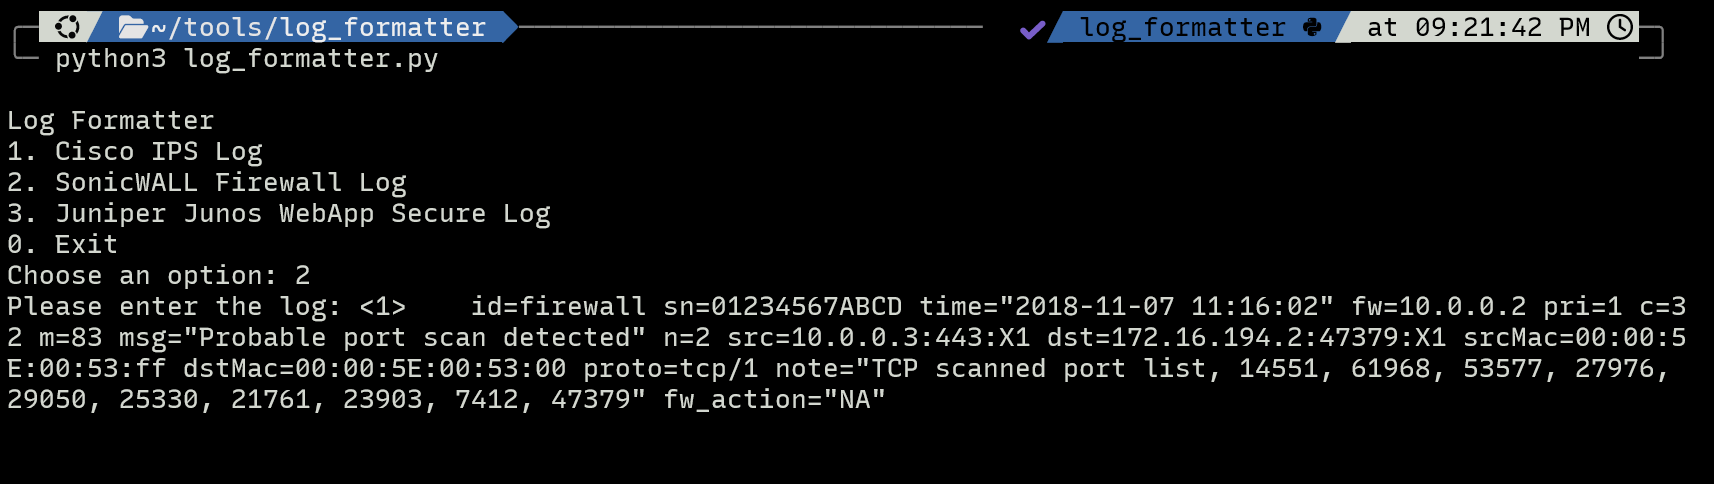 ~/tools/log_formatter log_formatter at 09:21:42 PM
python3 log_formatter.py
Log Formatter
1. Cisco IPS Log
2. SonicWALL Firewall Log
3. Juniper Junos WebApp Secure Log
0. Exit
Choose an option: 2
Please enter the log: <1>    id=firewall sn=01234567ABCD time="2018-11-07 11:16:02" fw=10.0.0.2 pri=1 c=3
2 m=83 msg="Probable port scan detected" n=2 src=10.0.0.3:443:X1 dst=172.16.194.2:47379:X1 srcMac=00:00:5
E:00:53:ff dstMac=00:00:5E:00:53:00 proto=tcp/1 note="TCP scanned port list, 14551, 61968, 53577, 27976,
29050, 25330, 21761, 23903, 7412, 47379" fw_action="NA"